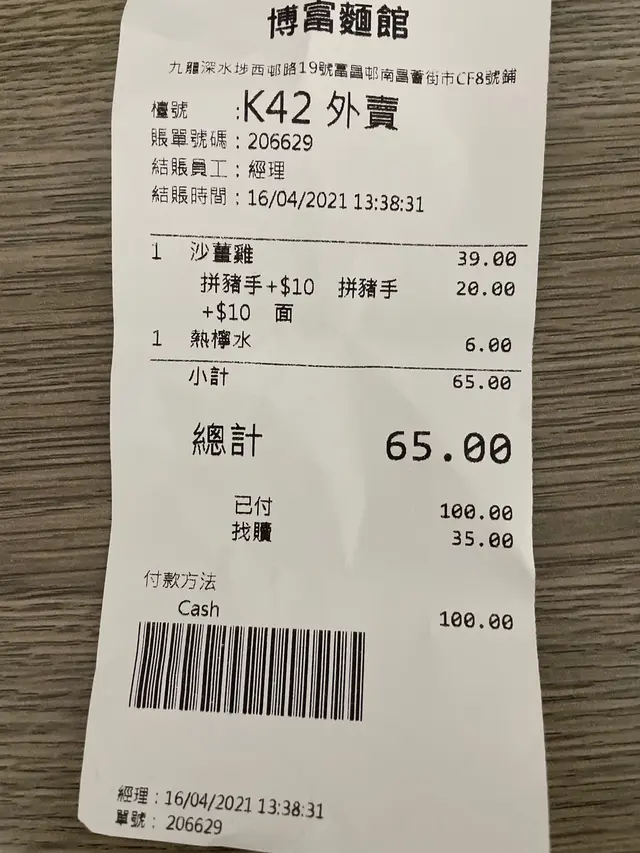 博富麵館
九龍深水埗西邨路19號富昌邨南昌薈街市CF8號鋪
檯號 :K42 外賣
賬單號碼：206629
結賬員工：經理
結賬時間：16/04/2021 13:38:31
1 沙薑雞 39.00
拼豬手+$10 拼豬手 20.00
+$10 面
1 熱檸水 6.00
小計 65.00
總計 65.00
已付 100.00
找贖 35.00
付款方法
Cash 100.00
經理：16/04/2021 13:38:31
單號： 206629